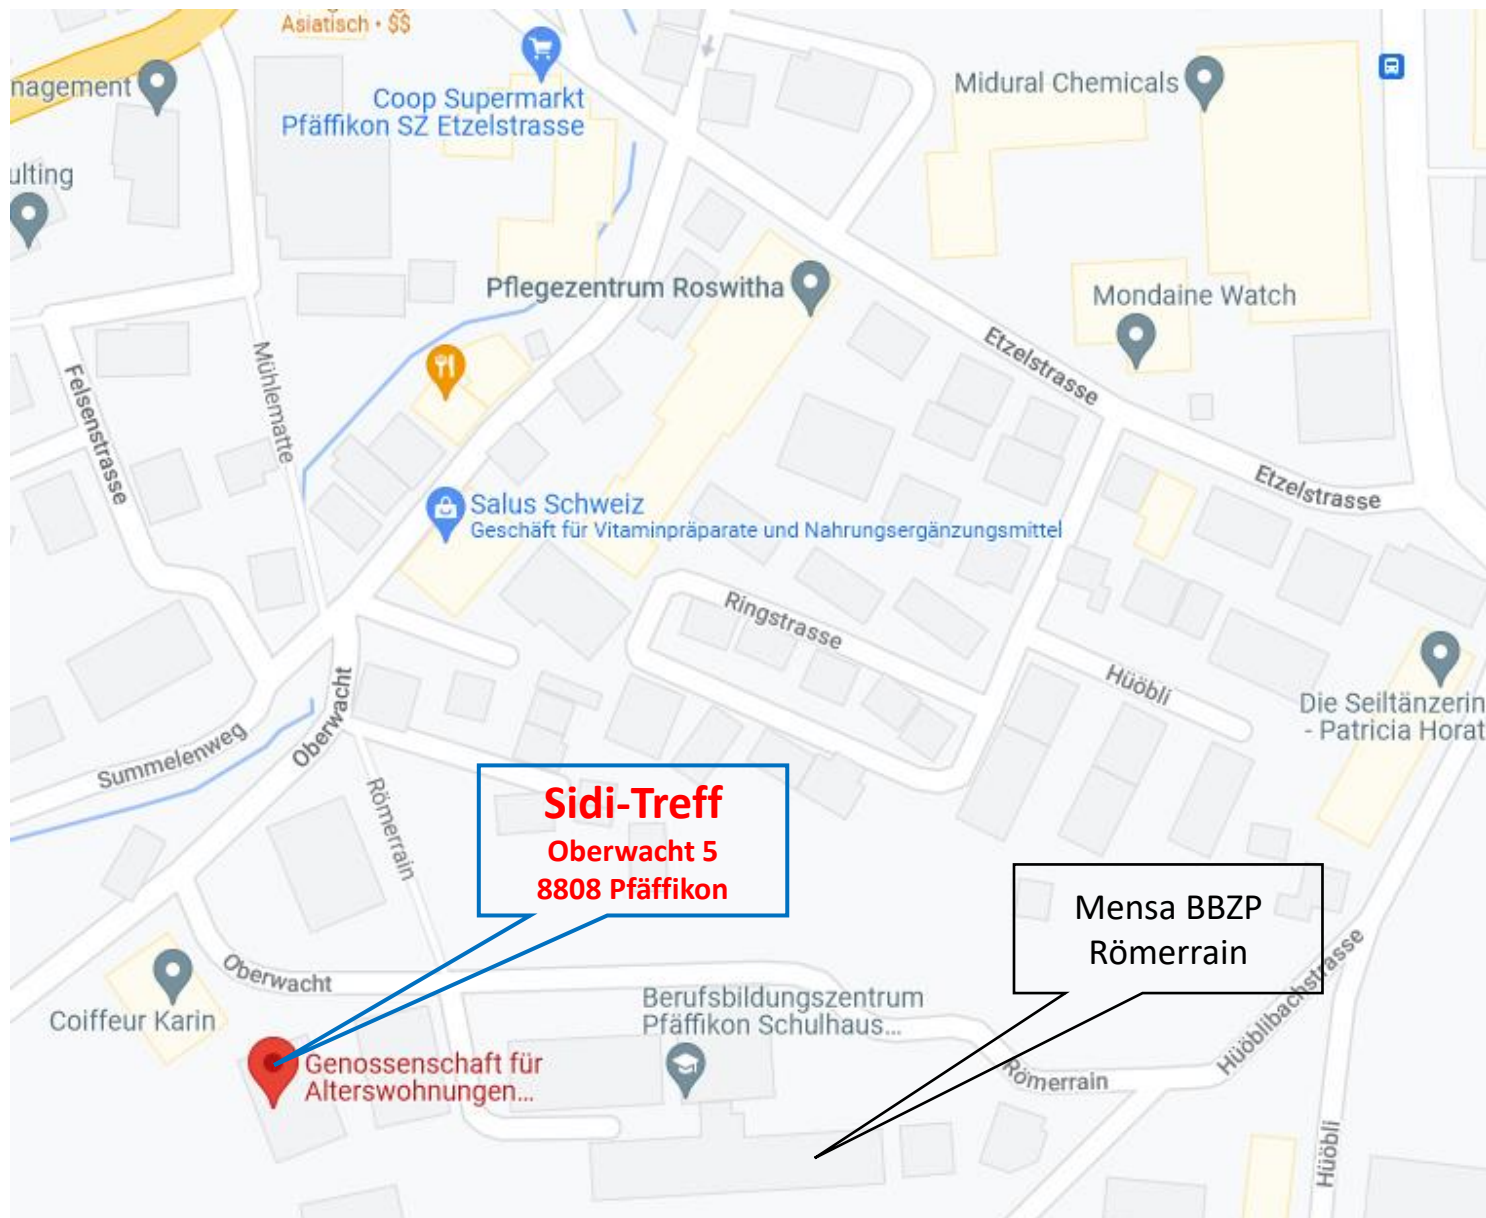 Asiatisch • $$
nagement
Coop Supermarkt
Pfäffikon SZ Etzelstrasse
Midural Chemicals
ulting
Pflegezentrum Roswitha
Mondaine Watch
Etzelstrasse
Mühlematte
Felsenstrasse
Etzelstrasse
Salus Schweiz
Geschäft für Vitaminpräparate und Nahrungsergänzungsmittel
Ringstrasse
Hüöbli
Die Seiltänzerin
- Patricia Horat
Oberwacht
Summelenweg
Römerrain
Sidi-Treff
Oberwacht 5
8808 Pfäffikon
Mensa BBZP
Römerrain
Oberwacht
Coiffeur Karin
Berufsbildungszentrum
Pfäffikon Schulhaus...
Hüöblibachstrasse
Genossenschaft für
Alterswohnungen...
Römerrain
Hüöbli